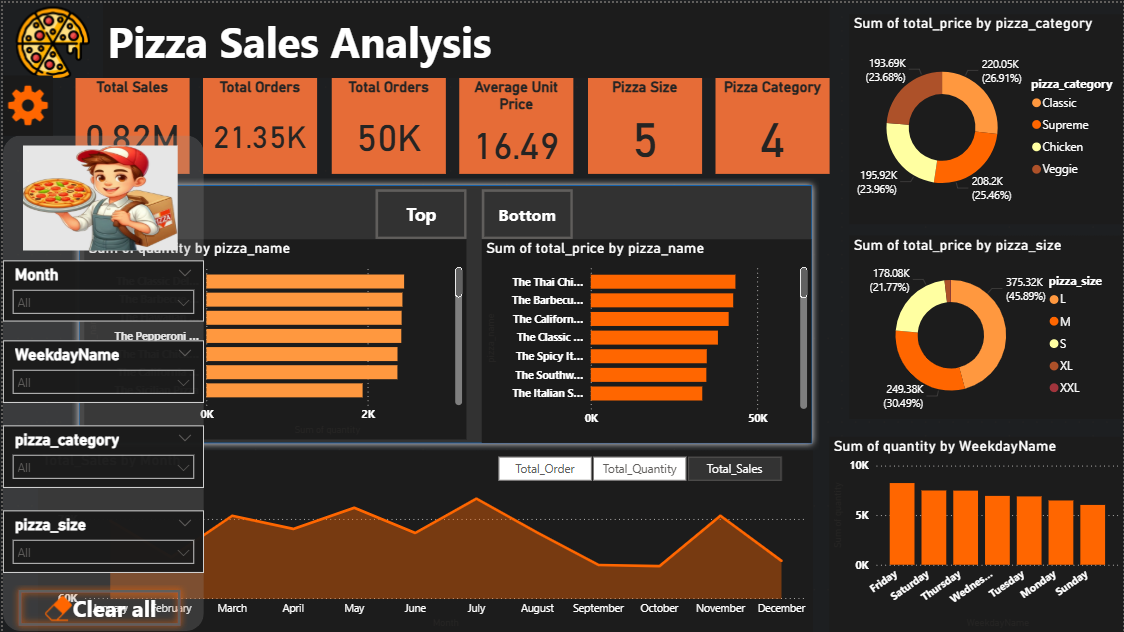 Pizza Sales Analysis
Total Sales
0.82M
Total Orders
21.35K
Total Orders
50K
Average Unit
Price
16.49
Pizza Size
5
Pizza Category
4
Top
Bottom
Sum of quantity by pizza_name
The Pepperoni ...
0K
2K
Sum of total_price by pizza_name
The Thai Chi...
The Barbecu...
The Californ...
The Classic ...
The Spicy It...
The Southw...
The Italian S...
0K
50K
Month
All
WeekdayName
All
pizza_category
All
pizza_size
All
Clear all
Total_Order
Total_Quantity
Total_Sales
60K
January
February
March
April
May
June
July
August
September
October
November
December
Month
Sum of total_price by pizza_category
193.69K
(23.68%)
220.05K
(26.91%)
195.92K
(23.96%)
208.2K
(25.46%)
pizza_category
Classic
Supreme
Chicken
Veggie
Sum of total_price by pizza_size
178.08K
(21.77%)
375.32K
(45.89%)
249.38K
(30.49%)
pizza_size
L
M
S
XL
XXL
Sum of quantity by WeekdayName
10K
5K
0K
Friday
Saturday
Thursday
Wednes...
Tuesday
Monday
Sunday
WeekdayName